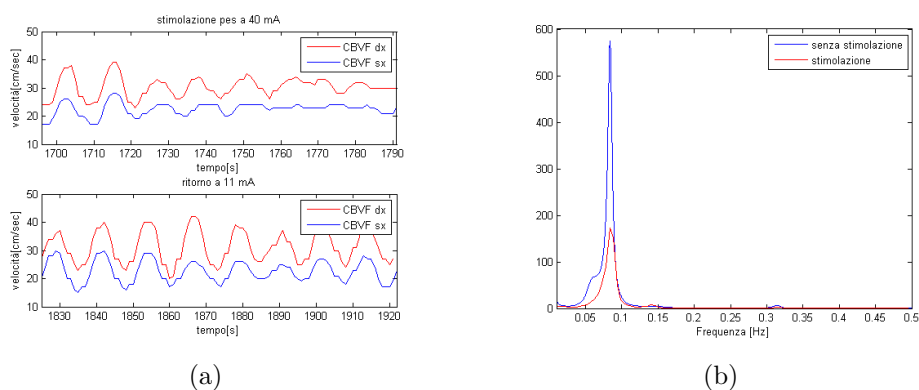 stimolazione pes a 40 mA
50
40
30
20
10
velocità[cm/sec]
CBVF dx
CBVF sx
1700 1710 1720 1730 1740 1750 1760 1770 1780 1790
tempo[s]
ritorno a 11 mA
50
40
30
20
10
velocità[cm/sec]
CBVF dx
CBVF sx
1830 1840 1850 1860 1870 1880 1890 1900 1910 1920
tempo[s]
(a)
600
500
400
300
200
100
0
senza stimolazione
stimolazione
0.05 0.1 0.15 0.2 0.25 0.3 0.35 0.4 0.45 0.5
Frequenza [Hz]
(b)